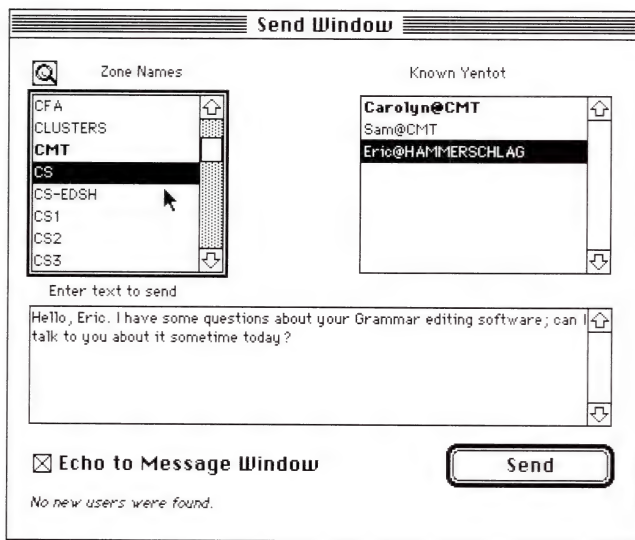 Send Window
Zone Names
CFA
CLUSTERS
CMT
CS
CS-EDSH
CS1
CS2
CS3
Known Yentot
Carolyn@CMT
Sam@CMT
Eric@HAMMERSCHLAG
Enter text to send
Hello, Eric. I have some questions about your Grammar editing software; can I
talk to you about it sometime today?
Echo to Message Window
Send
No new users were found.